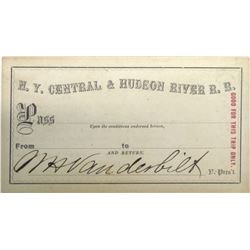 N. Y. CENTRAL & HUDSON RIVER R. R.
Pass
Upon the conditions endorsed hereon,
From to
AND RETURN.
W H Vanderbilt
V. Pres't.
GOOD FOR THIS TRIP ONLY